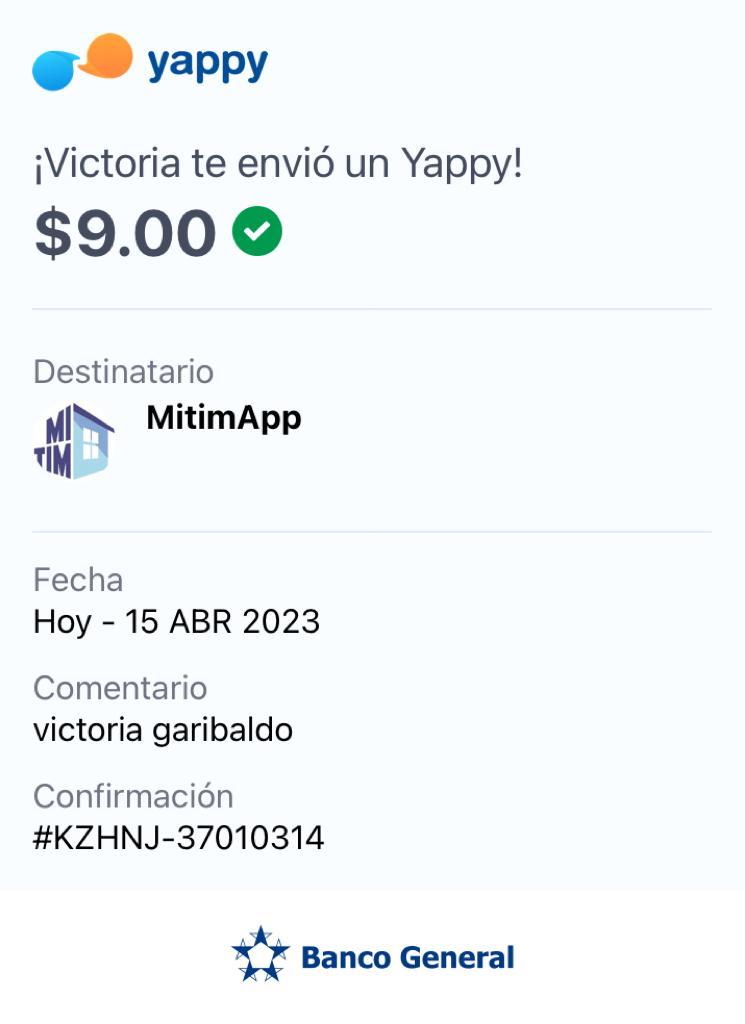 yappy
¡Victoria te envió un Yappy!
$9.00
Destinatario
MI
TIM
MitimApp
Fecha
Hoy - 15 ABR 2023
Comentario
victoria garibaldo
Confirmación
#KZHNJ-37010314
Banco General